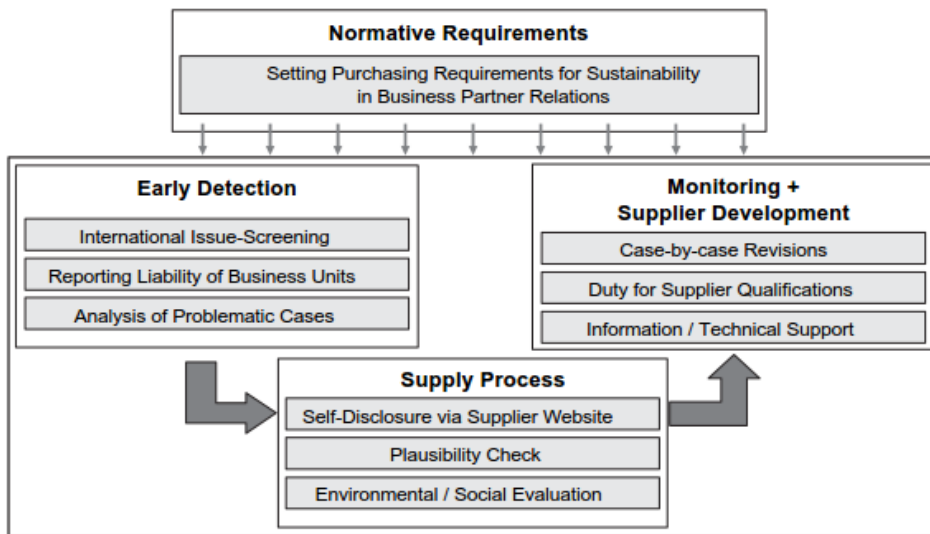 Normative Requirements
Setting Purchasing Requirements for Sustainability
in Business Partner Relations
Early Detection
International Issue-Screening
Reporting Liability of Business Units
Analysis of Problematic Cases
Monitoring +
Supplier Development
Case-by-case Revisions
Duty for Supplier Qualifications
Information / Technical Support
Supply Process
Self-Disclosure via Supplier Website
Plausibility Check
Environmental / Social Evaluation